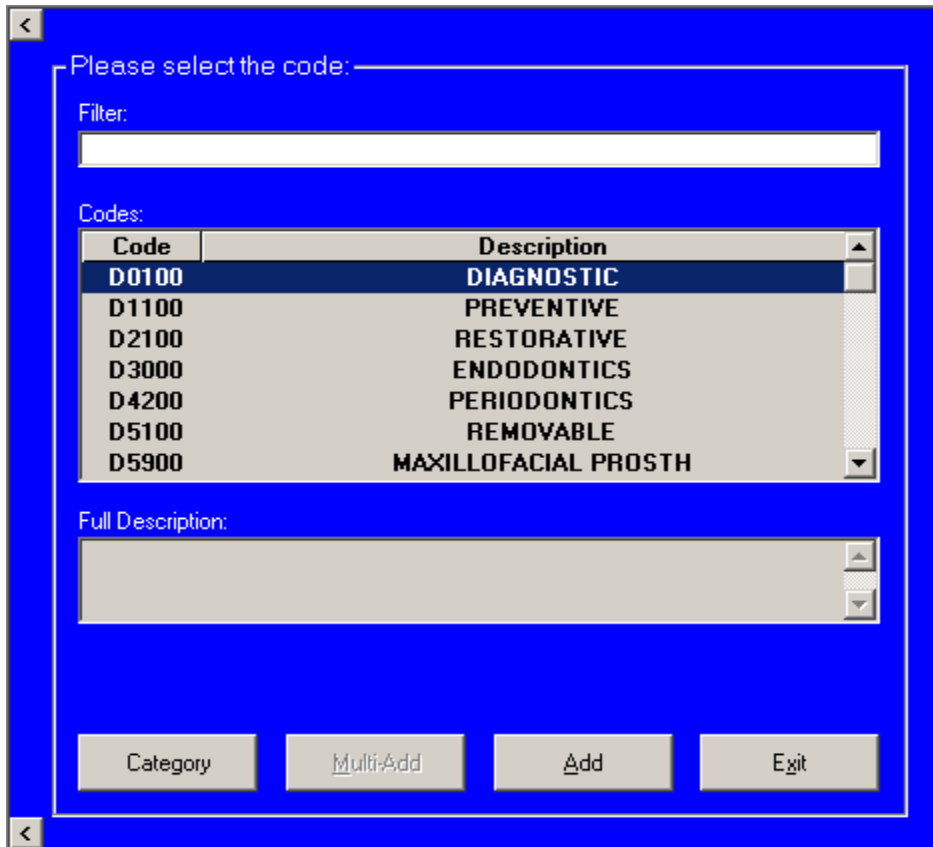 <
Please select the code:
Filter:
Codes:
Code Description
D0100 DIAGNOSTIC
D1100 PREVENTIVE
D2100 RESTORATIVE
D3000 ENDODONTICS
D4200 PERIODONTICS
D5100 REMOVABLE
D5900 MAXILLOFACIAL PROSTH
Full Description:
Category Multi-Add Add Exit
<